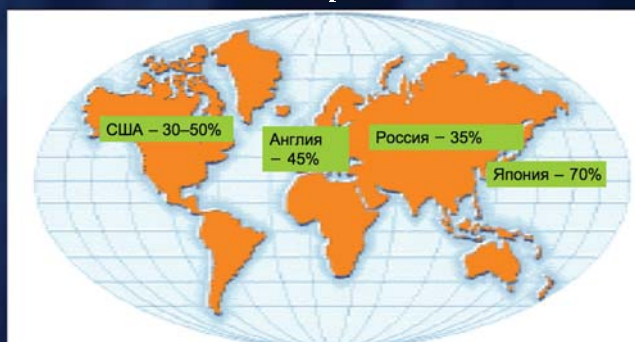 США – 30–50%
Англия
– 45%
Россия – 35%
Япония – 70%